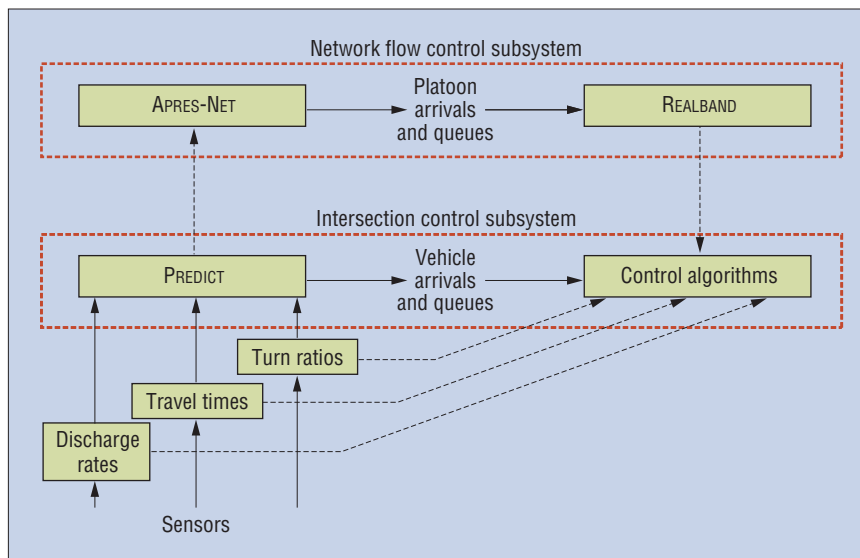 Network flow control subsystem
APRES-NET
Platoon
arrivals
and queues
REALBAND
Intersection control subsystem
PREDICT
Vehicle
arrivals
and queues
Control algorithms
Turn ratios
Travel times
Discharge
rates
Sensors